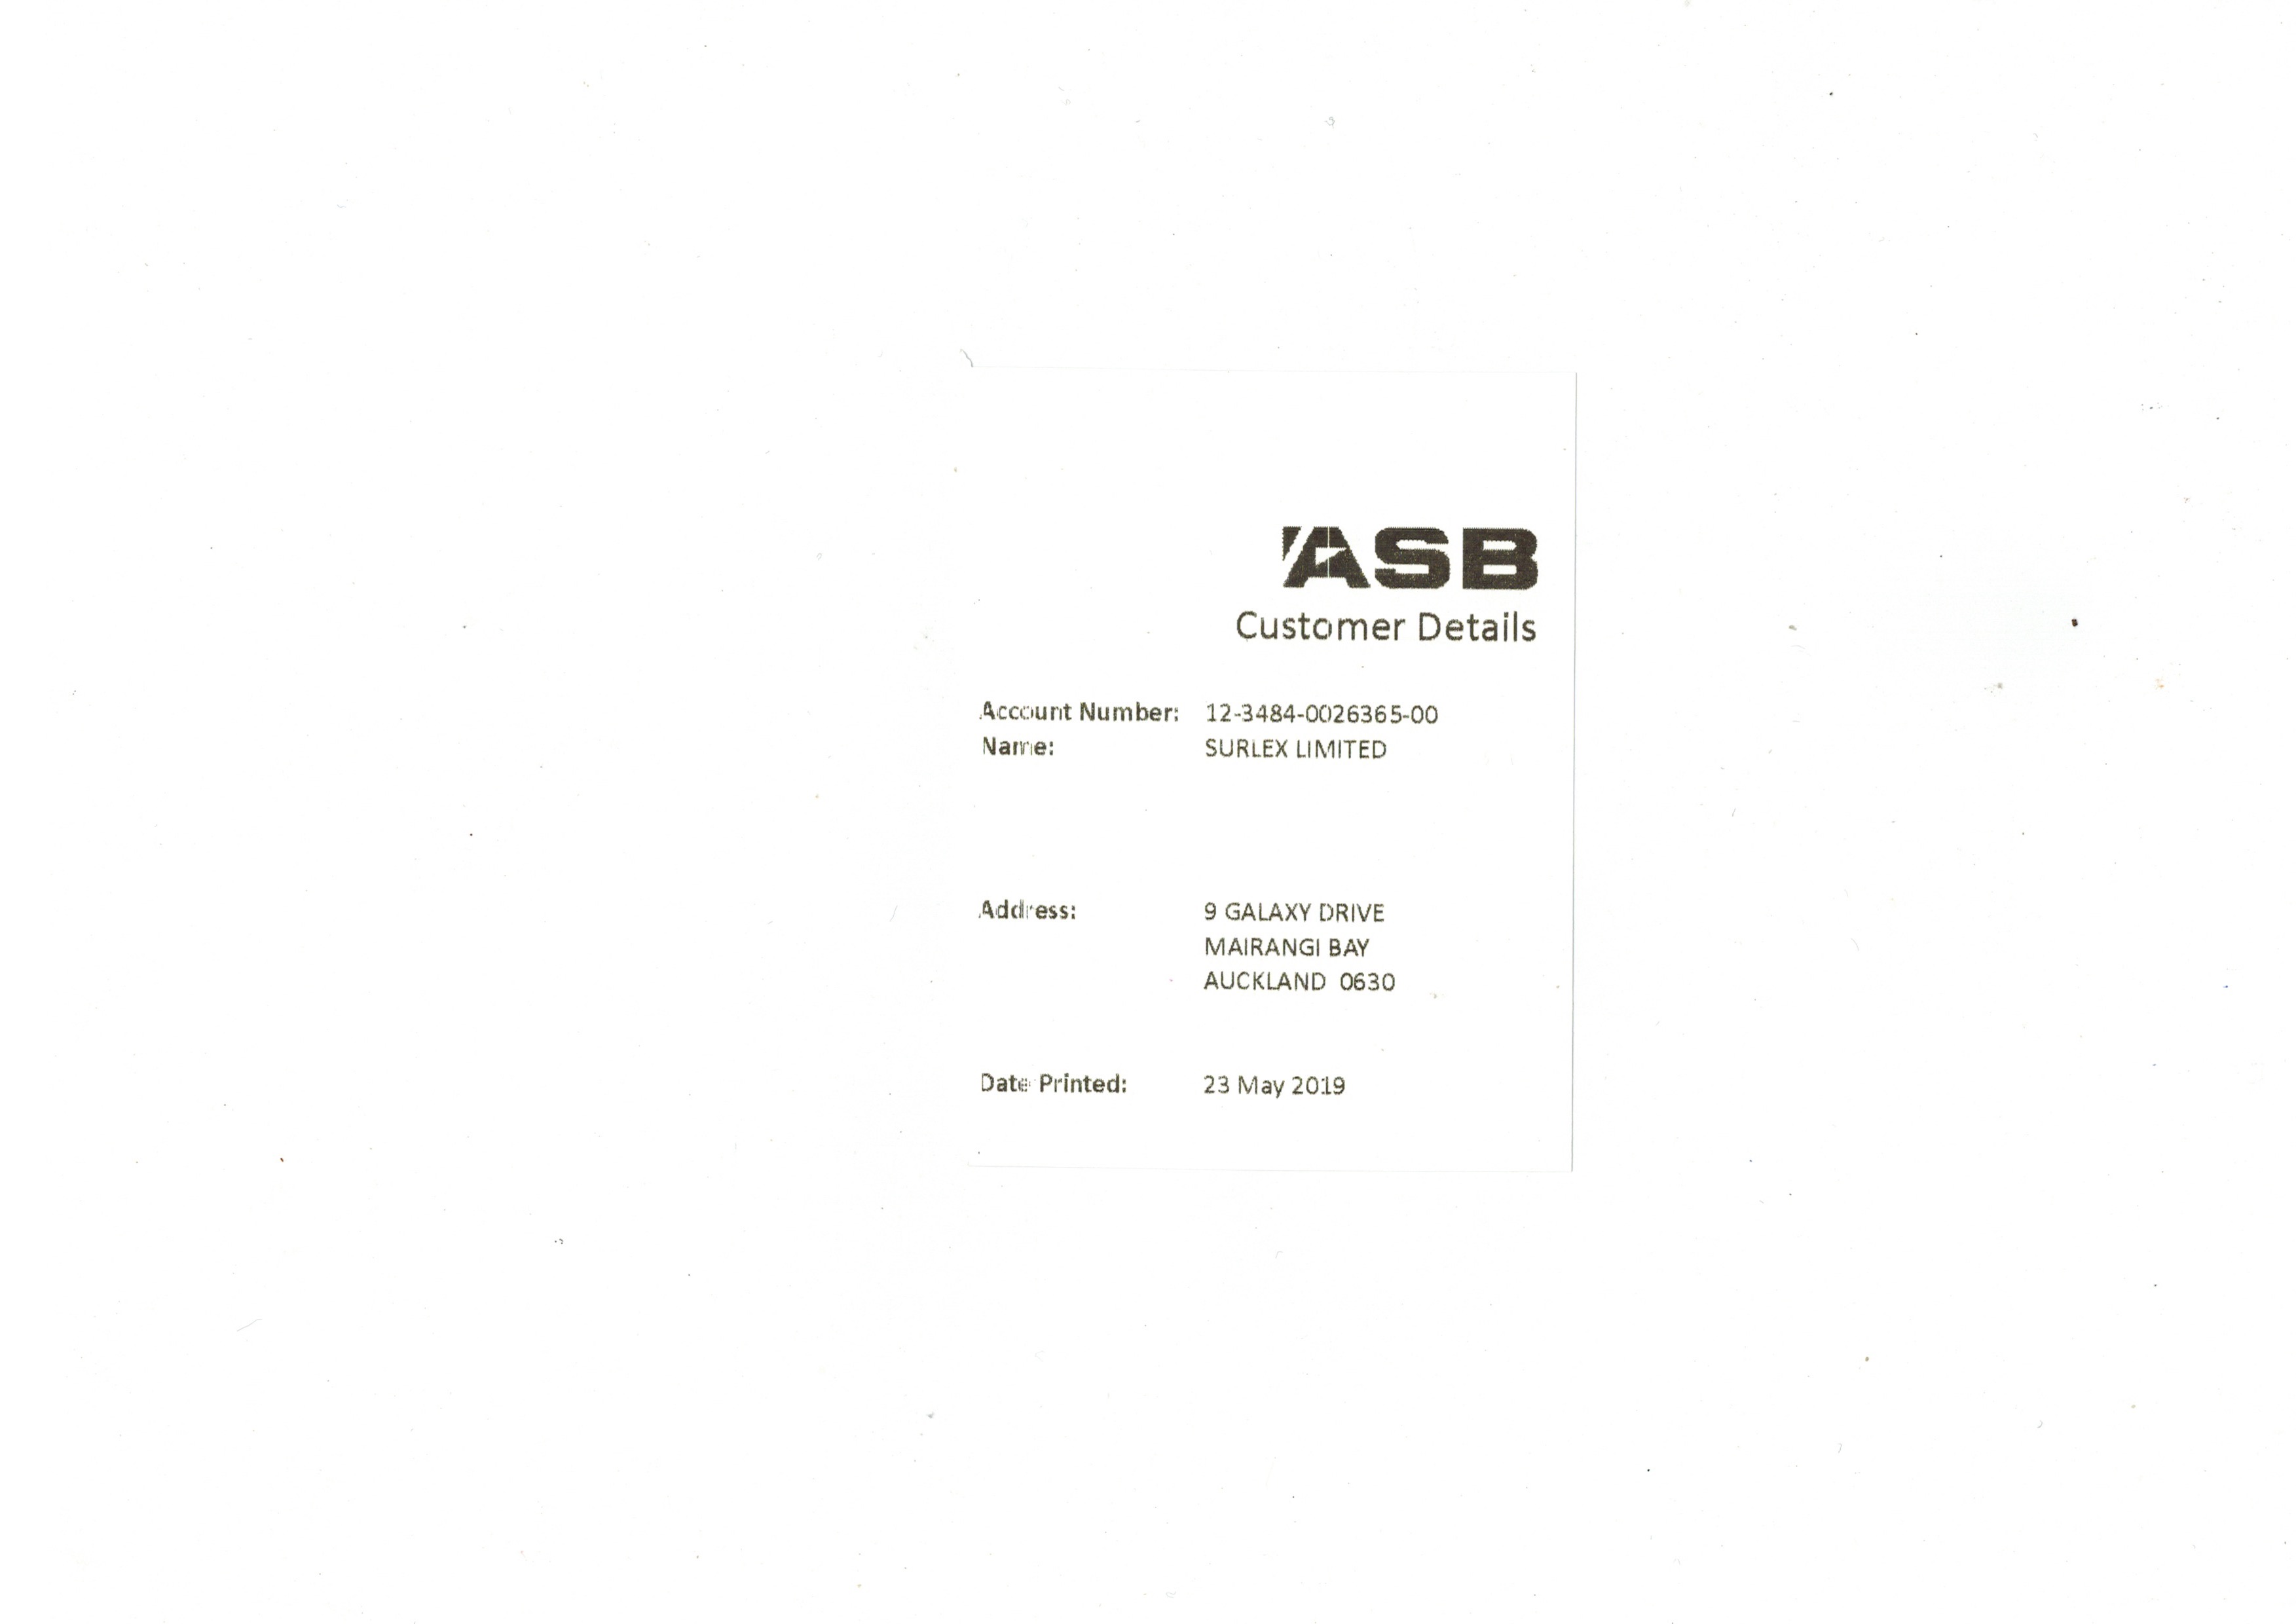 ASB
Customer Details
Account Number: 12-3484-0026365-00
Name: SURLEX LIMITED
Address: 9 GALAXY DRIVE
MAIRANGI BAY
AUCKLAND 0630
Date Printed: 23 May 2019